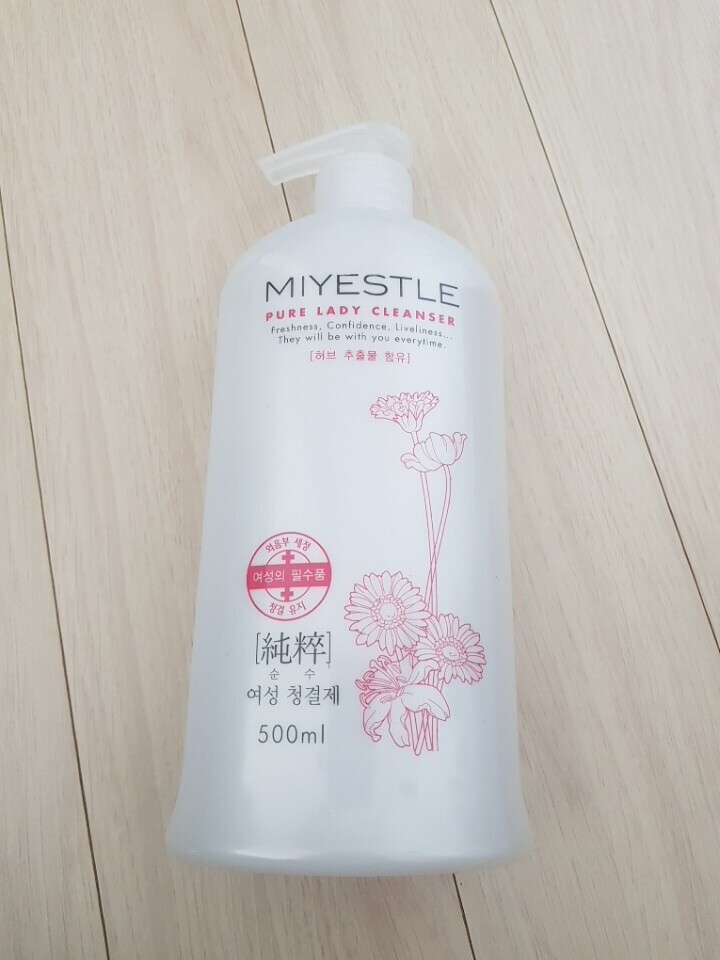 MIYESTLE
PURE LADY CLEANSER
Freshness, Confidence, Liveliness...
They will be with you everytime.
[허브 추출물 함유]
외음부 세정
여성의 필수품
청결 유지
[純粹]
순 수
여성 청결제
500ml